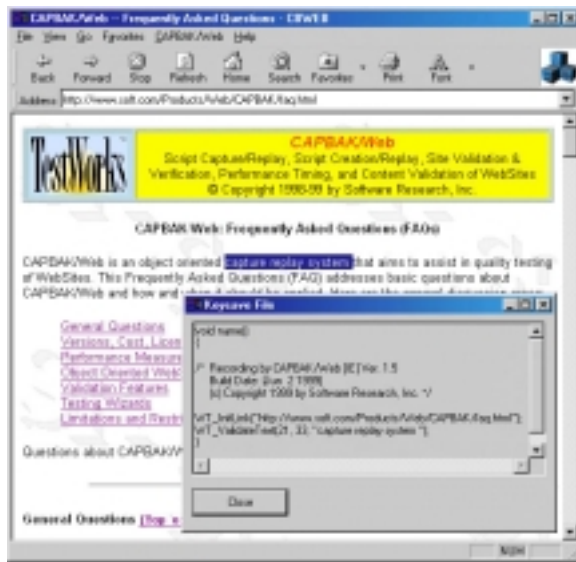 CAPBAK/Web -- Frequently Asked Questions - CBWEB
File View Go Favorites CAPBAK/Web Help
Back Forward Stop Refresh Home Search Favorites Print Font
Address http://www.soft.com/Products/Web/CAPBAK/faq.html
TestWorks
CAPBAK/Web
Script Capture/Replay, Script Creation/Replay, Site Validation &
Verification, Performance Timing, and Content Validation of WebSites
© Copyright 1998-99 by Software Research, Inc.
CAPBAK Web: Frequently Asked Questions (FAQs)
CAPBAK/Web is an object oriented capture replay system that aims to assist in quality testing
of WebSites. This Frequently Asked Questions (FAQ) addresses basic questions about
CAPBAK/Web and how and
General Questions
Versions, Cost, Licen
Performance Measure
Object Oriented Web
Validation Features
Testing Wizards
Limitations and Restri
Questions about CAPBAK/W
General Questions [Top
Keysave File
void name()
{
/* Recording by CAPBAK/Web [IE] Ver. 1.5
Build Date: (Jun 2 1999)
(c) Copyright 1998 by Software Research, Inc. */
WT_InitLink("http://www.soft.com/Products/Web/CAPBAK/faq.html");
WT_ValidateText(21, 33, "capture replay system ");
}
Close
NUM